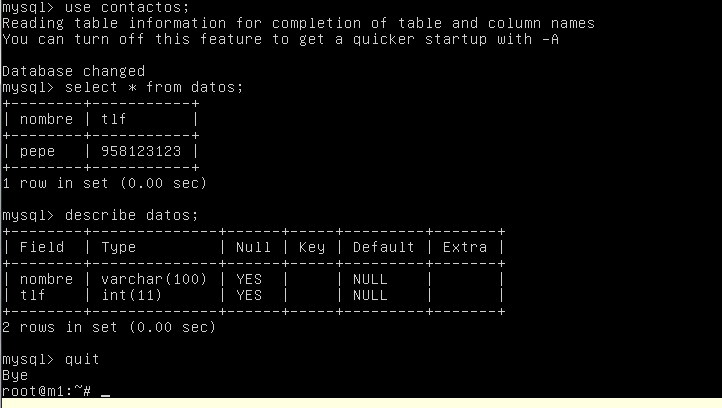 mysql> use contactos;
Reading table information for completion of table and column names
You can turn off this feature to get a quicker startup with -A

Database changed
mysql> select * from datos;
+--------+-----------+
| nombre | tlf       |
+--------+-----------+
| pepe   | 958123123 |
+--------+-----------+
1 row in set (0.00 sec)

mysql> describe datos;
+--------+--------------+------+-----+---------+-------+
| Field  | Type         | Null | Key | Default | Extra |
+--------+--------------+------+-----+---------+-------+
| nombre | varchar(100) | YES  |     | NULL    |       |
| tlf    | int(11)      | YES  |     | NULL    |       |
+--------+--------------+------+-----+---------+-------+
2 rows in set (0.00 sec)

mysql> quit
Bye
root@m1:~# _